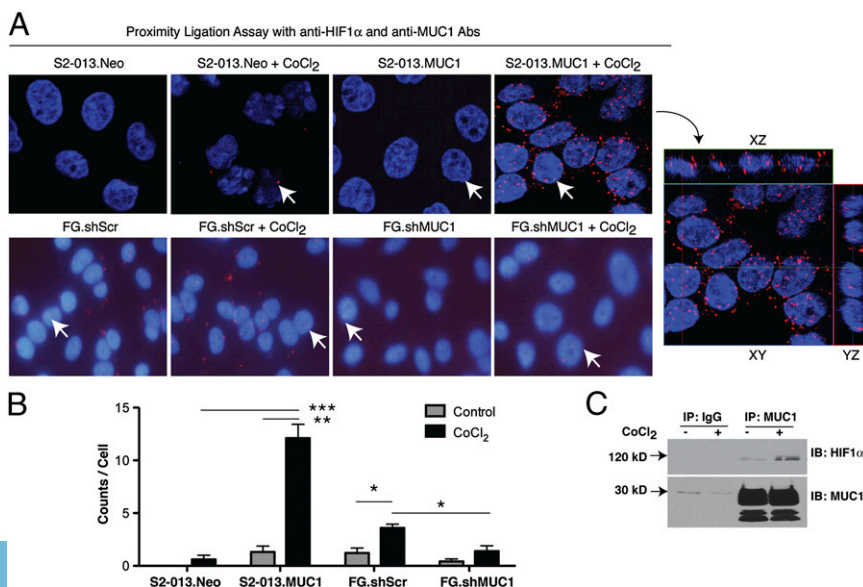 A
Proximity Ligation Assay with anti-HIF1α and anti-MUC1 Abs
S2-013.Neo S2-013.Neo + CoCl2 S2-013.MUC1 S2-013.MUC1 + CoCl2
XZ
FG.shScr FG.shScr + CoCl2 FG.shMUC1 FG.shMUC1 + CoCl2
XY YZ
B
Counts / Cell
15
10
5
0
***
**
*
*
Control
CoCl2
S2-013.Neo S2-013.MUC1 FG.shScr FG.shMUC1
C
IP: IgG IP: MUC1
CoCl2 - + - +
120 kD IB: HIF1α
30 kD IB: MUC1